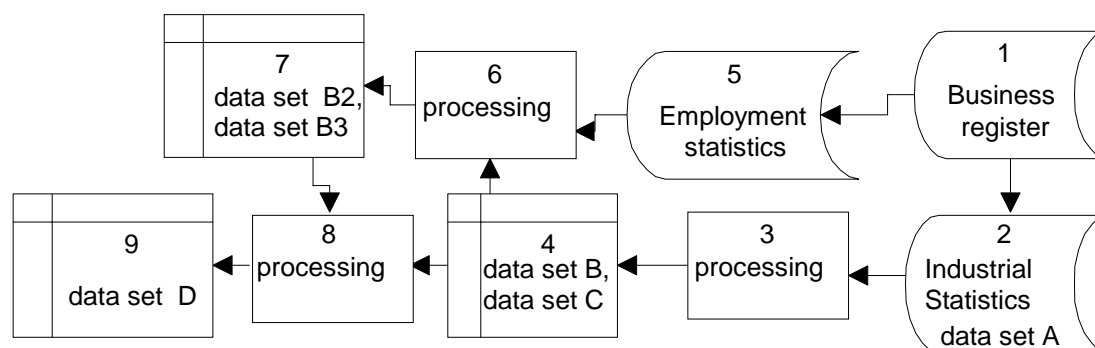 7
data set B2,
data set B3
6
processing
5
Employment
statistics
1
Business
register
9
data set D
8
processing
4
data set B,
data set C
3
processing
2
Industrial
Statistics
data set A